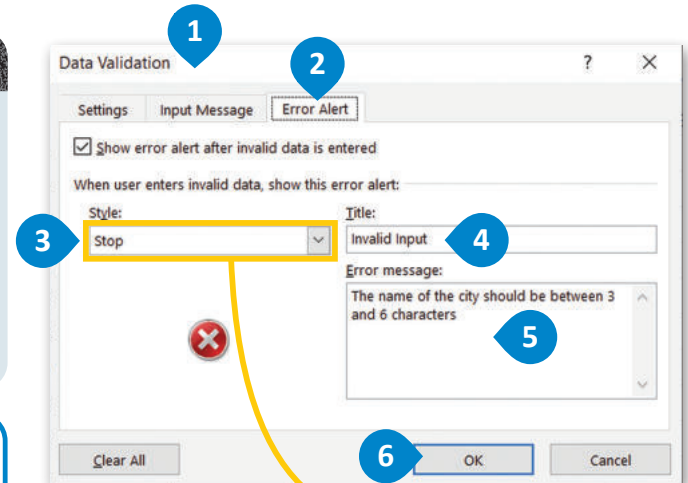 1
Data Validation
2
?
Settings
Input Message
Error Alert
Show error alert after invalid data is entered
When user enters invalid data, show this error alert:
Style:
Title:
3
Stop
Invalid Input
4
Error message:
The name of the city should be between 3
and 6 characters
5
Clear All
6
OK
Cancel